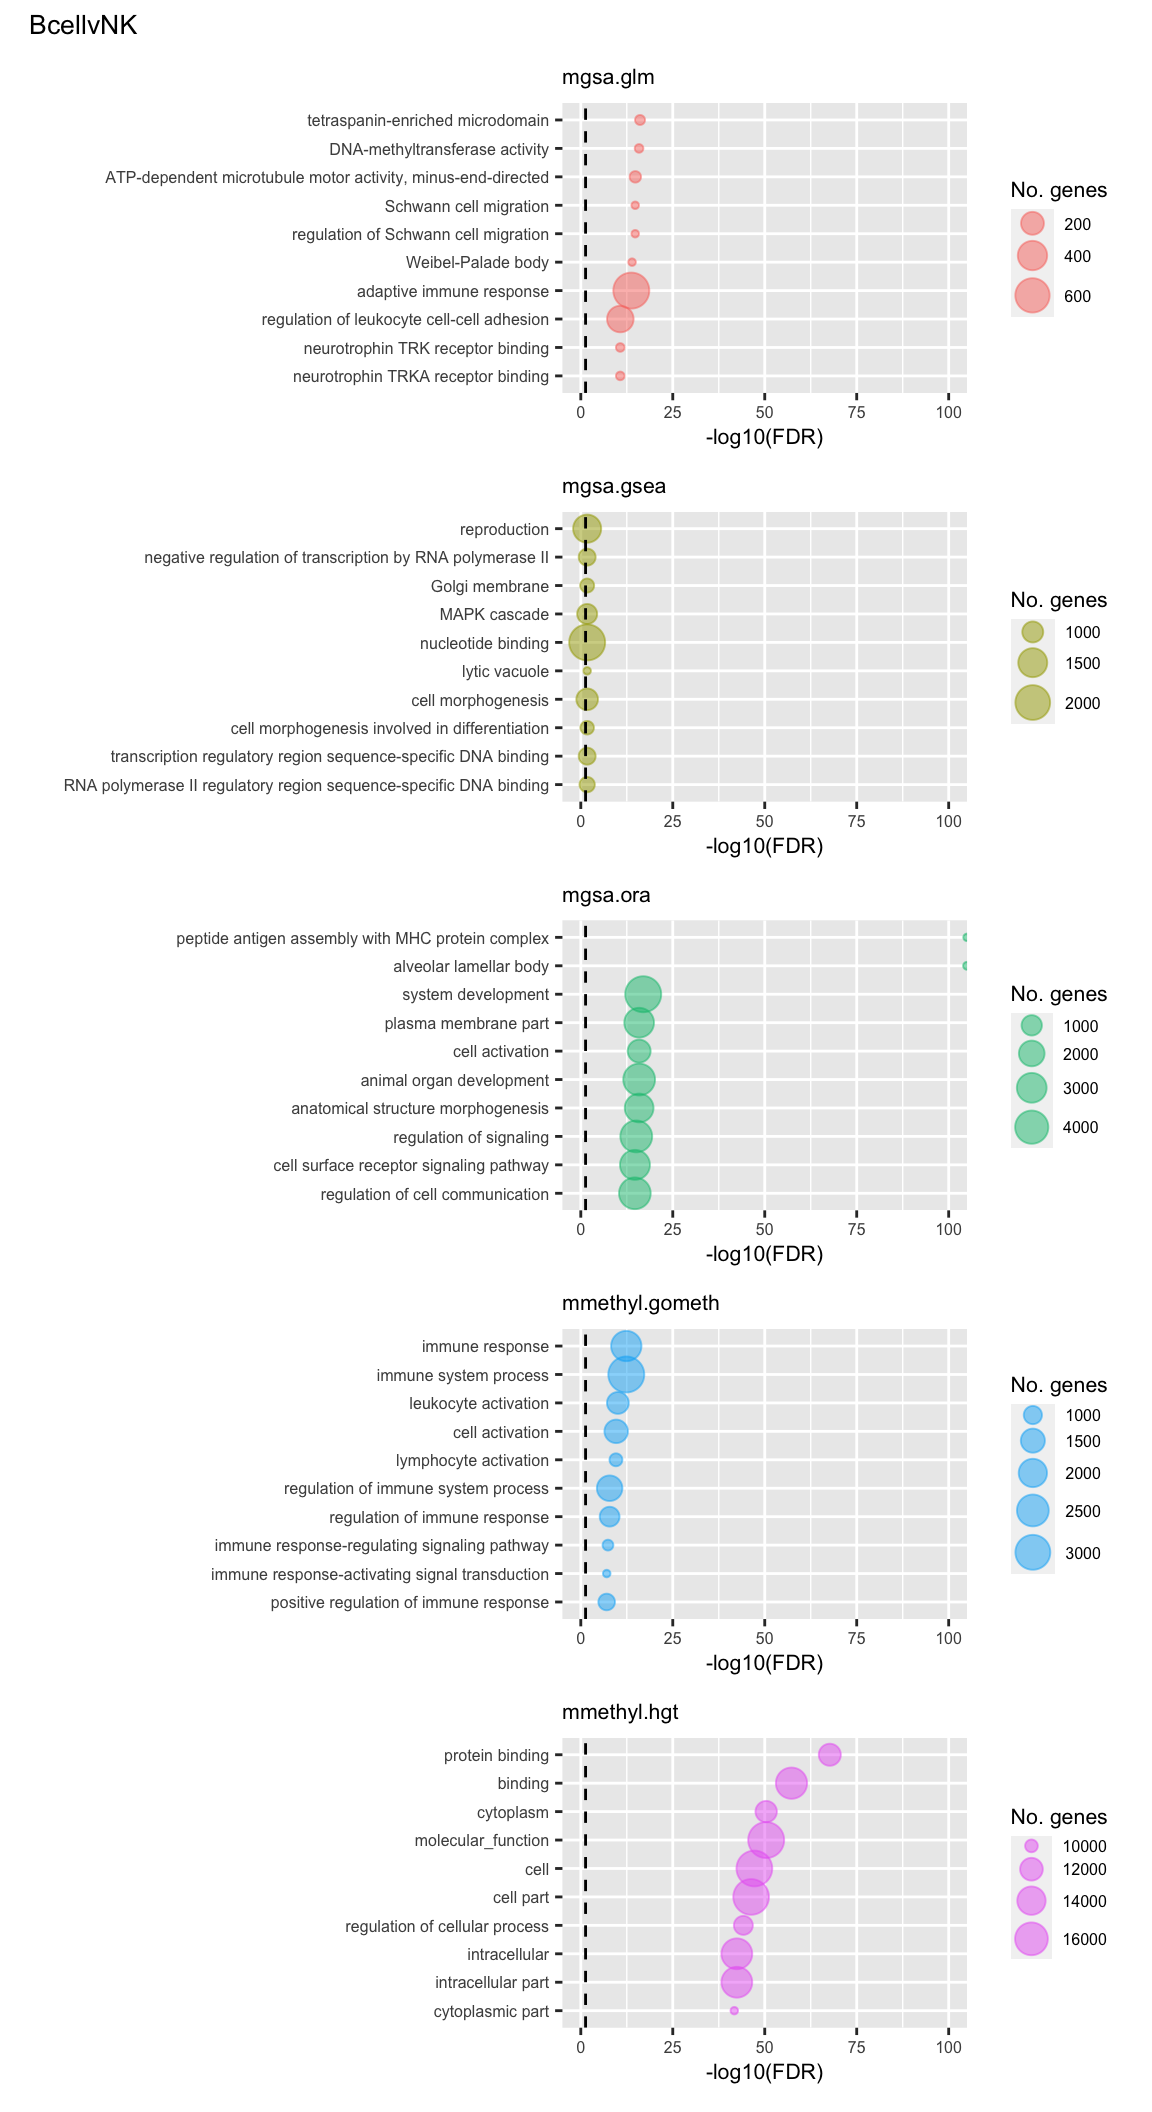 BcellvNK
mgsa.glm
tetraspanin-enriched microdomain
DNA-methyltransferase activity
ATP-dependent microtubule motor activity, minus-end-directed
Schwann cell migration
regulation of Schwann cell migration
Weibel-Palade body
adaptive immune response
regulation of leukocyte cell-cell adhesion
neurotrophin TRK receptor binding
neurotrophin TRKA receptor binding
0 25 50 75 100
-log10(FDR)
No. genes
200
400
600
mgsa.gsea
reproduction
negative regulation of transcription by RNA polymerase II
Golgi membrane
MAPK cascade
nucleotide binding
lytic vacuole
cell morphogenesis
cell morphogenesis involved in differentiation
transcription regulatory region sequence-specific DNA binding
RNA polymerase II regulatory region sequence-specific DNA binding
0 25 50 75 100
-log10(FDR)
No. genes
1000
1500
2000
mgsa.ora
peptide antigen assembly with MHC protein complex
alveolar lamellar body
system development
plasma membrane part
cell activation
animal organ development
anatomical structure morphogenesis
regulation of signaling
cell surface receptor signaling pathway
regulation of cell communication
0 25 50 75 100
-log10(FDR)
No. genes
1000
2000
3000
4000
mmethyl.gometh
immune response
immune system process
leukocyte activation
cell activation
lymphocyte activation
regulation of immune system process
regulation of immune response
immune response-regulating signaling pathway
immune response-activating signal transduction
positive regulation of immune response
0 25 50 75 100
-log10(FDR)
No. genes
1000
1500
2000
2500
3000
mmethyl.hgt
protein binding
binding
cytoplasm
molecular_function
cell
cell part
regulation of cellular process
intracellular
intracellular part
cytoplasmic part
0 25 50 75 100
-log10(FDR)
No. genes
10000
12000
14000
16000